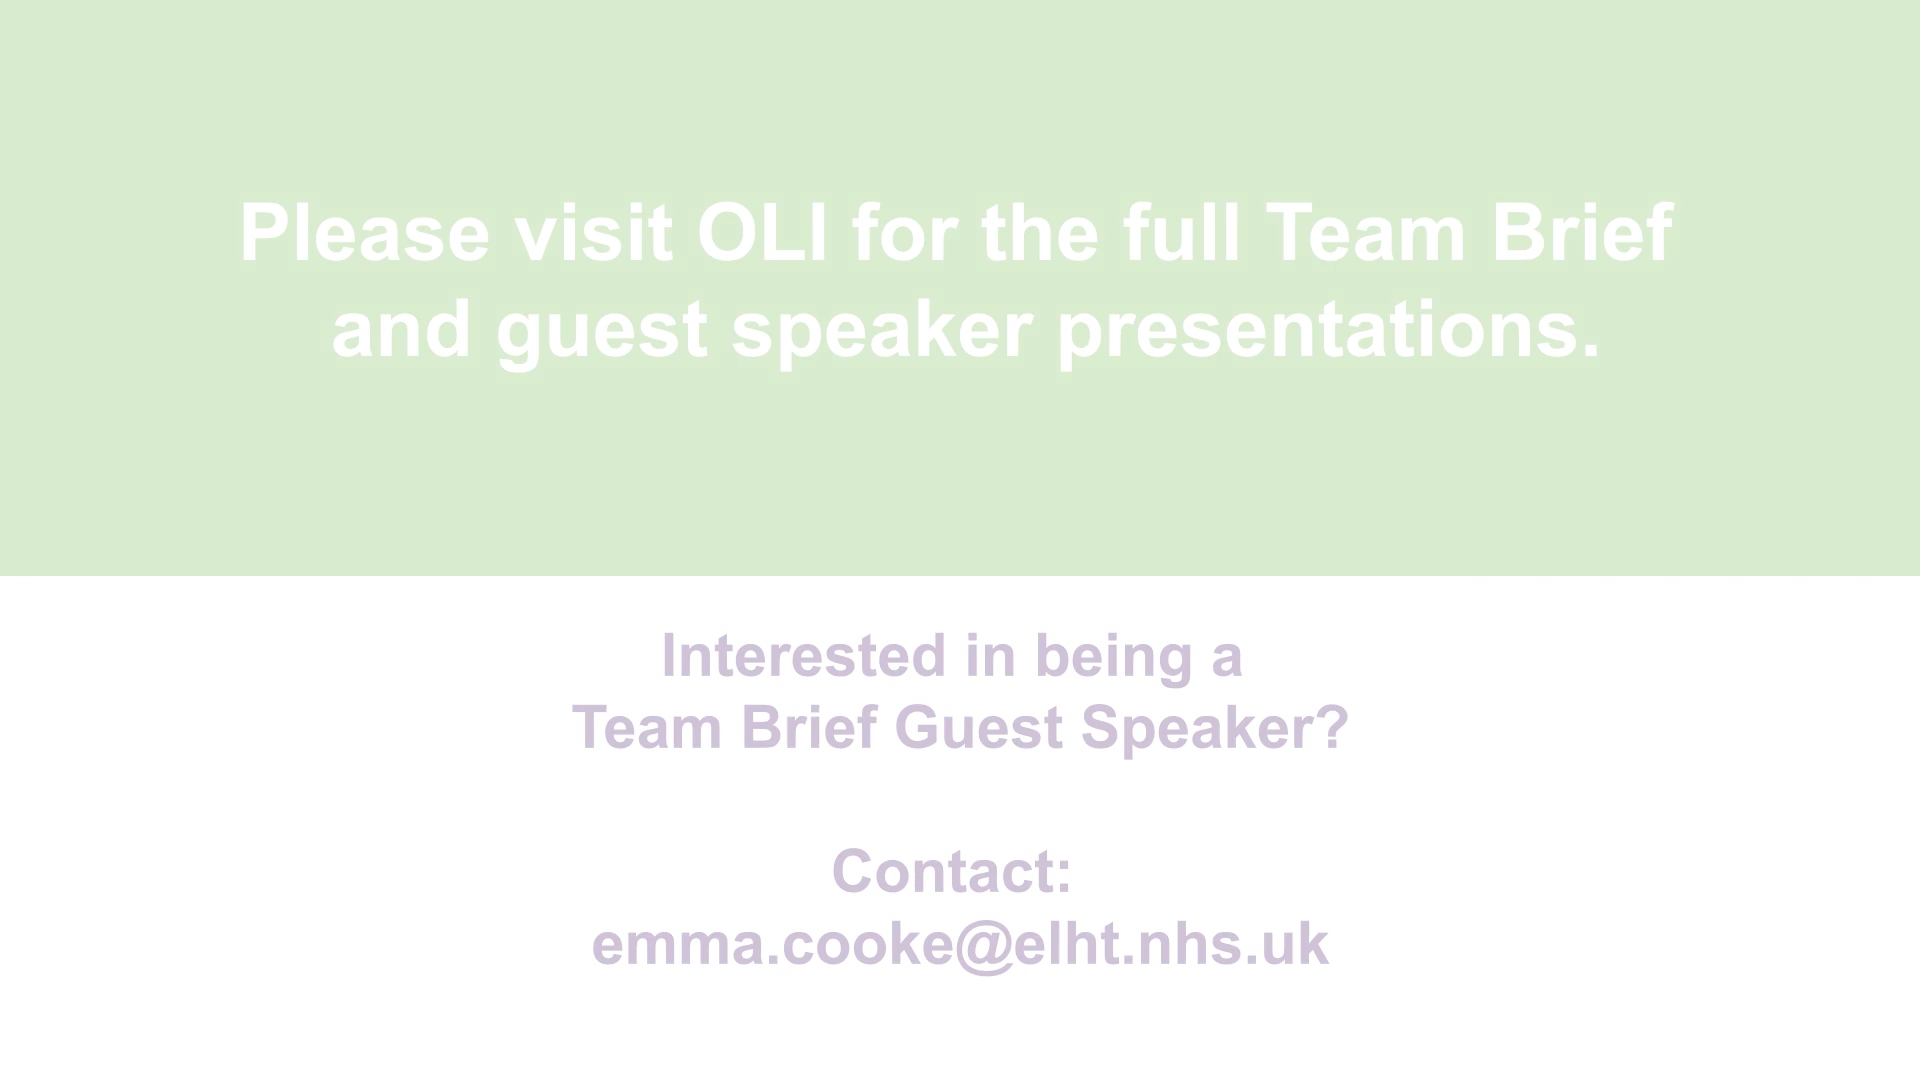 Please visit OLI for the full Team Brief
and guest speaker presentations.
Interested in being a
Team Brief Guest Speaker?
Contact:
emma.cooke@elht.nhs.uk